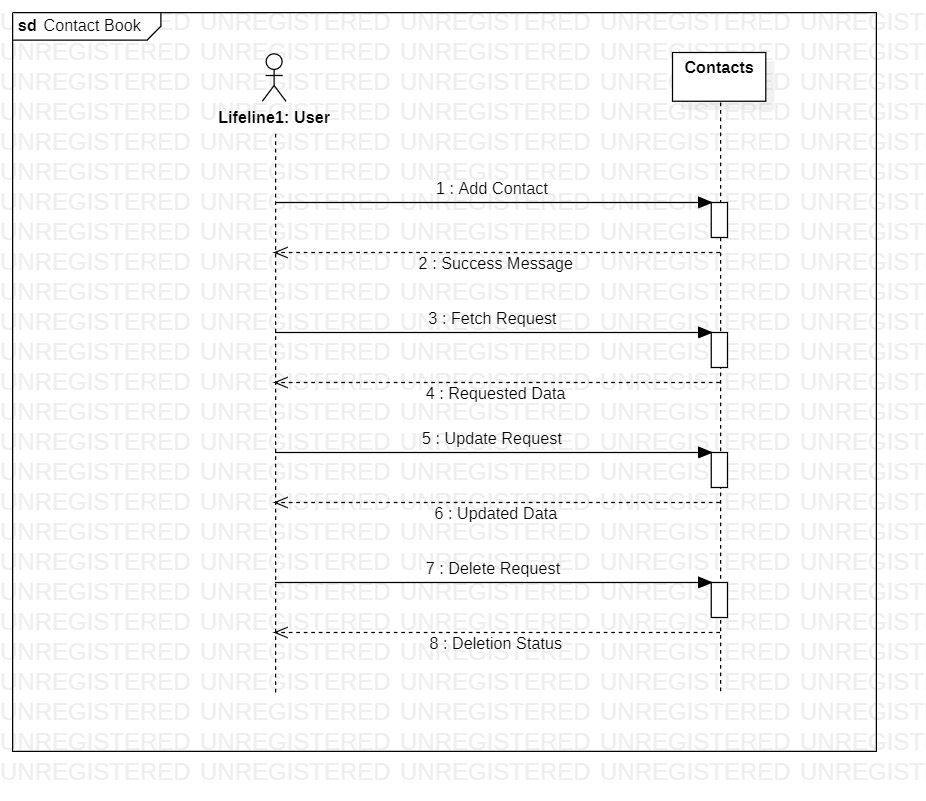 sd Contact Book
Lifeline1: User
Contacts
1 : Add Contact
2 : Success Message
3 : Fetch Request
4 : Requested Data
5 : Update Request
6 : Updated Data
7 : Delete Request
8 : Deletion Status
UNREGISTERED UNREGISTERED UNREGISTERED UNREGISTERED UNREGIST